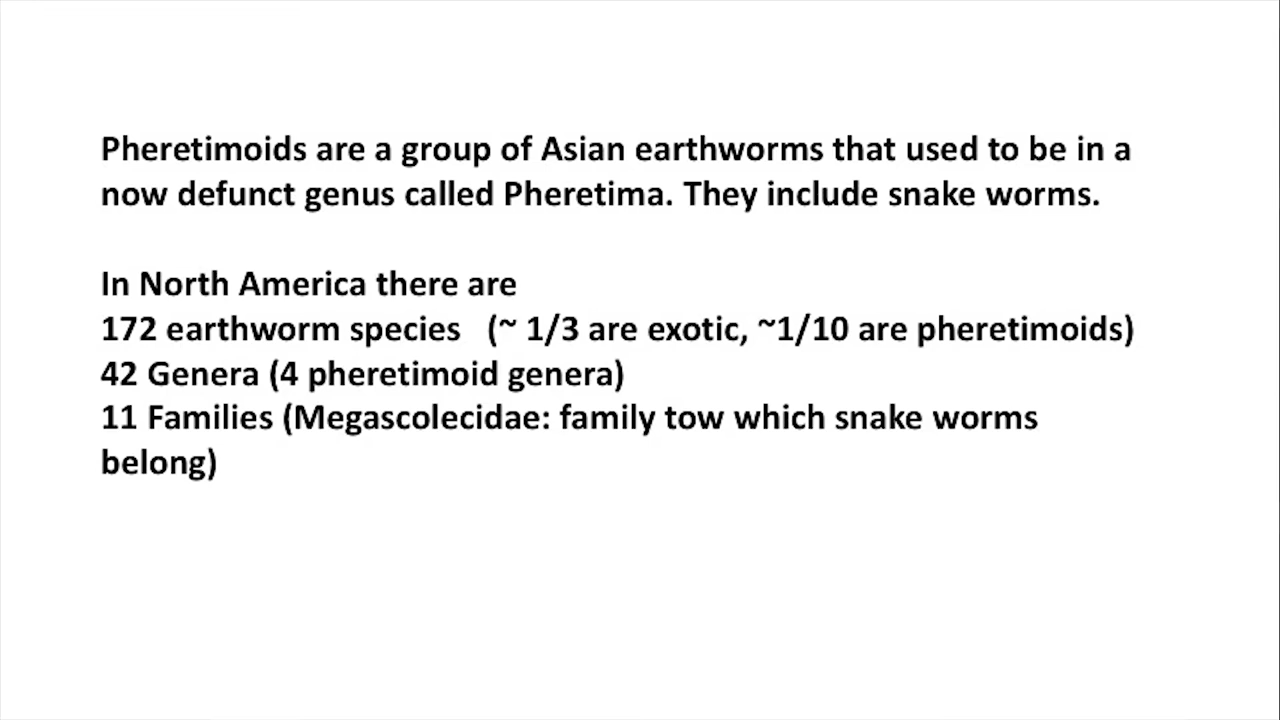 Pheretimoids are a group of Asian earthworms that used to be in a
now defunct genus called Pheretima. They include snake worms.
In North America there are
172 earthworm species (~ 1/3 are exotic, ~1/10 are pheretimoids)
42 Genera (4 pheretimoid genera)
11 Families (Megascolecidae: family tow which snake worms
belong)